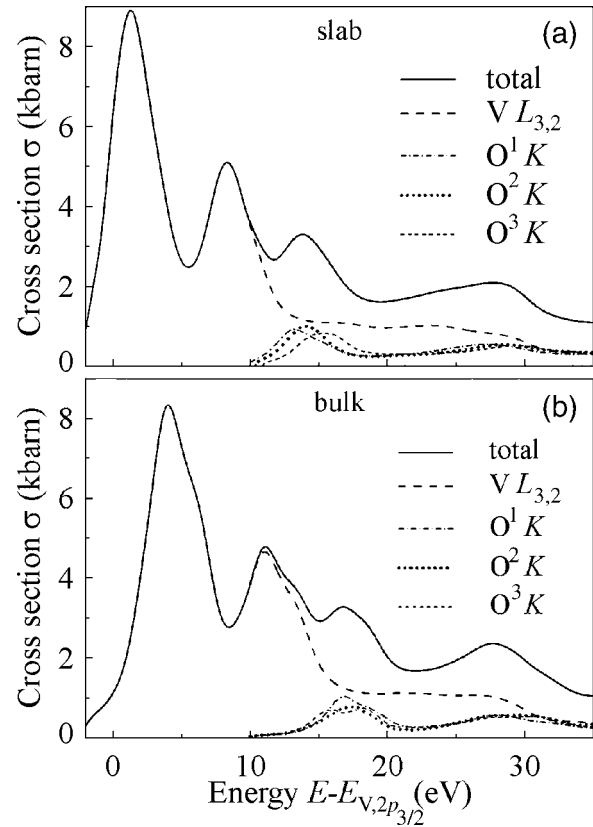 slab
(a)
total
V L3,2
O¹ K
O² K
O³ K
Cross section σ (kbarn)
8
6
4
2
0
bulk
(b)
total
V L3,2
O¹ K
O² K
O³ K
Cross section σ (kbarn)
8
6
4
2
0
0 10 20 30
Energy E-E_V,2p3/2 (eV)